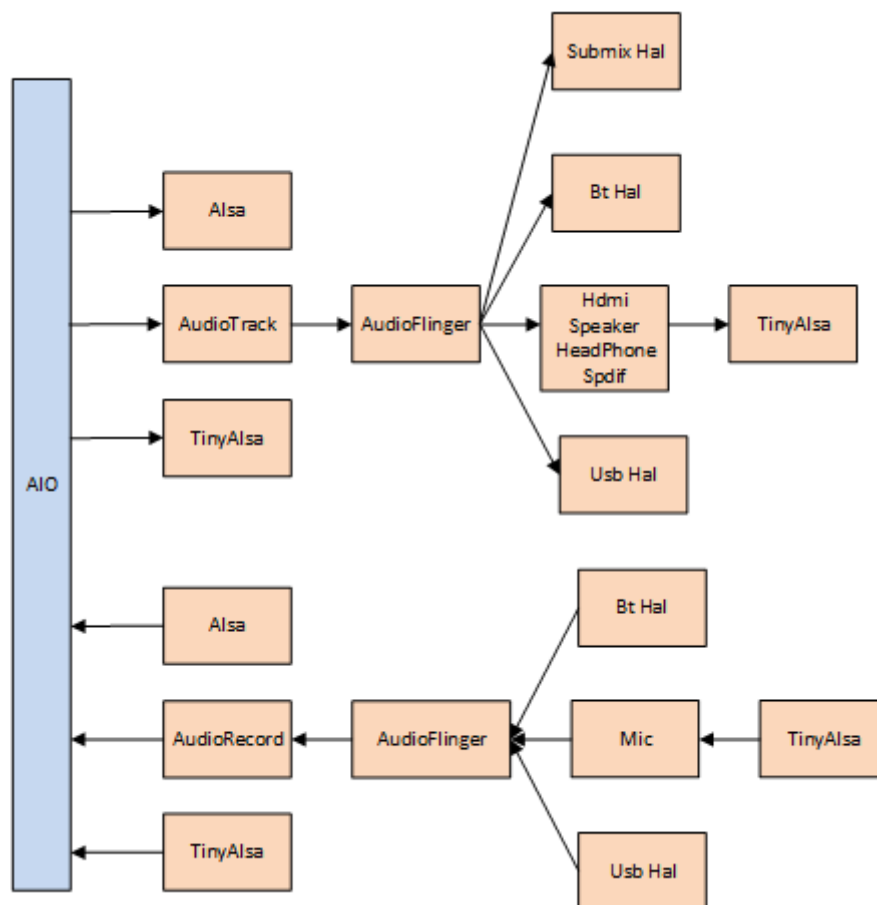 Submix Hal
Bt Hal
Alsa
AudioTrack
AudioFlinger
Hdmi
Speaker
HeadPhone
Spdif
TinyAlsa
TinyAlsa
Usb Hal
AIO
Alsa
Bt Hal
AudioRecord
AudioFlinger
Mic
TinyAlsa
TinyAlsa
Usb Hal